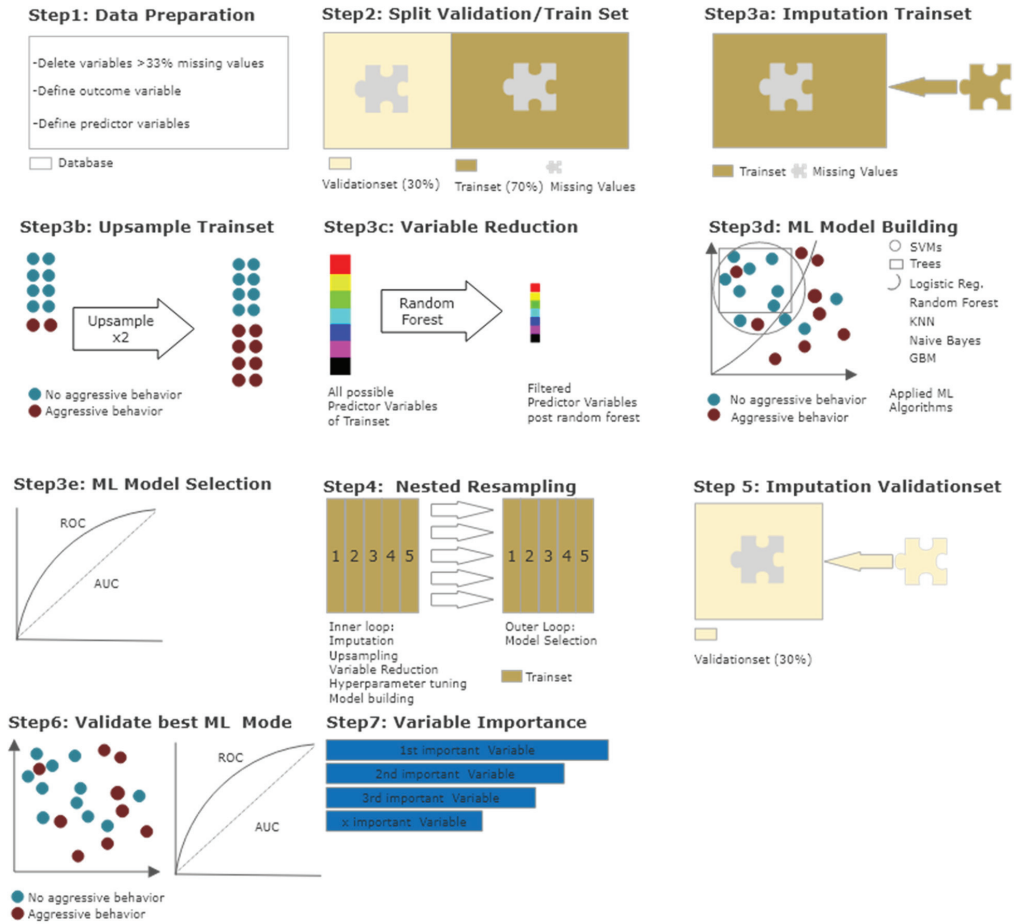 Step1: Data Preparation
-Delete variables >33% missing values
-Define outcome variable
-Define predictor variables
Database
Step2: Split Validation/Train Set
Validationset (30%)
Trainset (70%)
Missing Values
Step3a: Imputation Trainset
Trainset
Missing Values
Step3b: Upsample Trainset
Upsample
x2
No aggressive behavior
Aggressive behavior
Step3c: Variable Reduction
Random
Forest
All possible
Predictor Variables
of Trainset
Filtered
Predictor Variables
post random forest
Step3d: ML Model Building
SVMs
Trees
Logistic Reg.
Random Forest
KNN
Naive Bayes
GBM
No aggressive behavior
Aggressive behavior
Applied ML
Algorithms
Step3e: ML Model Selection
ROC
AUC
Step4: Nested Resampling
1 2 3 4 5
1 2 3 4 5
Inner loop:
Imputation
Upsampling
Variable Reduction
Hyperparameter tuning
Model building
Outer Loop:
Model Selection
Trainset
Step 5: Imputation Validationset
Validationset (30%)
Step6: Validate best ML Mode
ROC
AUC
No aggressive behavior
Aggressive behavior
Step7: Variable Importance
1st important Variable
2nd important Variable
3rd important Variable
x important Variable